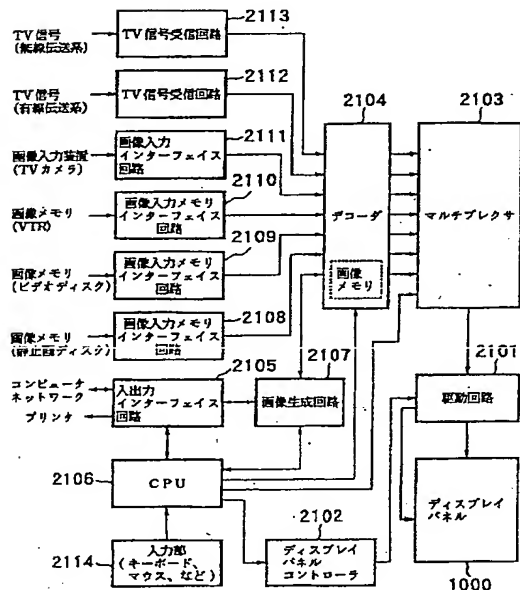 2113
TV信号
(無線伝送系)
TV信号受信回路
2112
TV信号
(有線伝送系)
TV信号受信回路
2104
2103
2111
画像入力装置
(TVカメラ)
画像入力
インターフェイス
回路
2110
画像メモリ
(VTR)
画像入力メモリ
インターフェイス
回路
デコーダ
マルチプレクサ
2109
画像メモリ
(ビデオディスク)
画像入力メモリ
インターフェイス
回路
画像
メモリ
2108
画像メモリ
(静止画ディスク)
画像入力メモリ
インターフェイス
回路
2105
2107
2101
コンピュータ
ネットワーク
プリンタ
入出力
インターフェイス
回路
画像生成回路
駆動回路
2106
CPU
2102
ディスプレイ
パネル
2114
入力部
(キーボード、
マウス、など)
ディスプレイ
パネル
コントローラ
1000